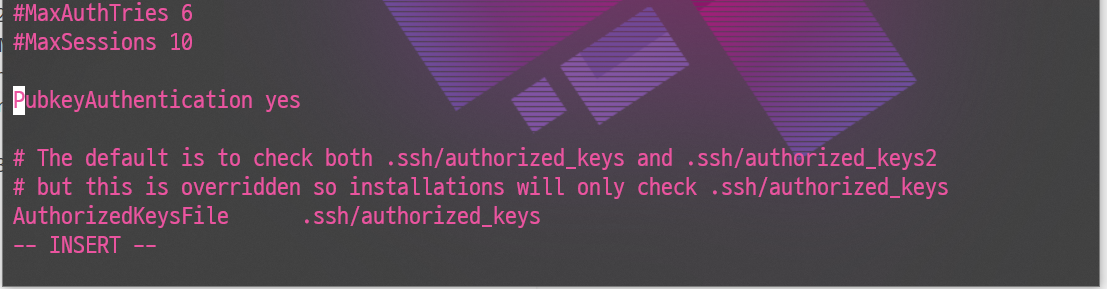 #MaxAuthTries 6
#MaxSessions 10
PubkeyAuthentication yes
# The default is to check both .ssh/authorized_keys and .ssh/authorized_keys2
# but this is overridden so installations will only check .ssh/authorized_keys
AuthorizedKeysFile      .ssh/authorized_keys
-- INSERT --